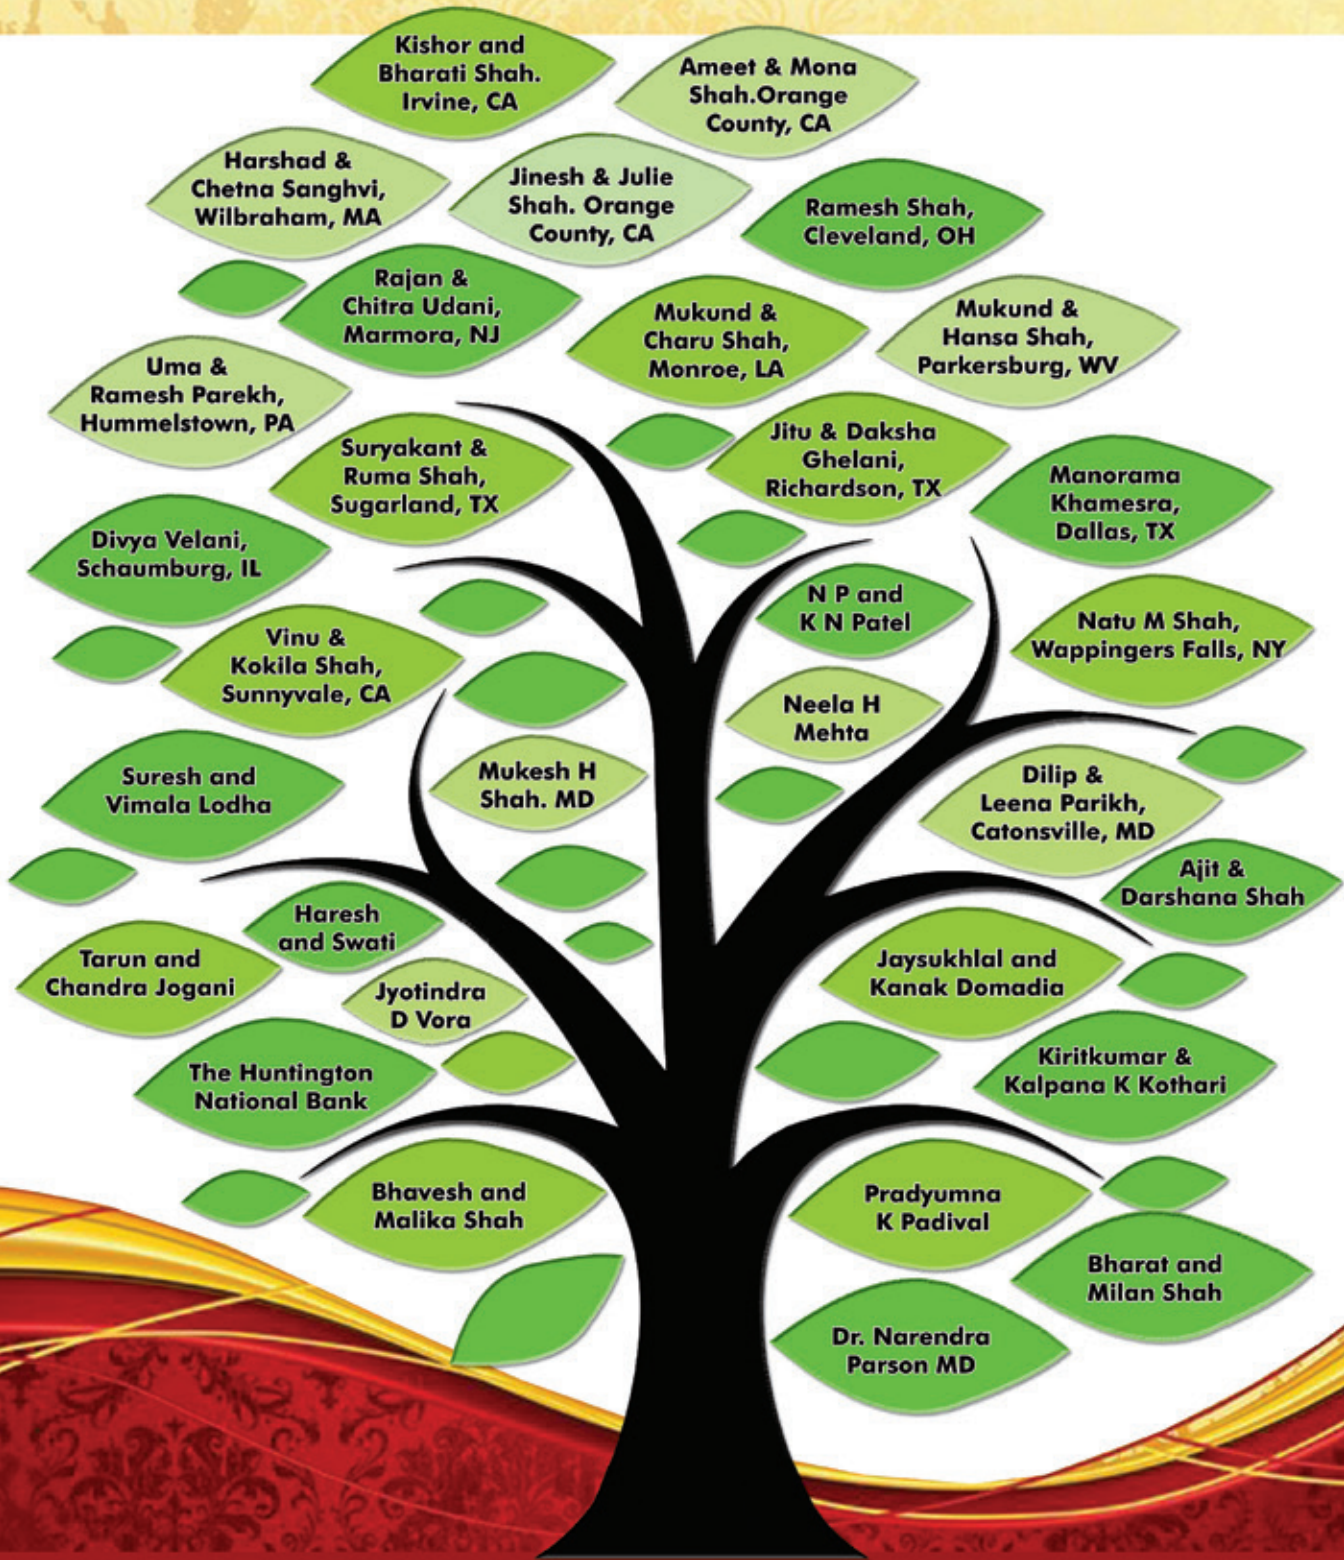 Kishor and
Bharati Shah.
Irvine, CA
Ameet & Mona
Shah.Orange
County, CA
Harshad &
Chetna Sanghvi,
Wilbraham, MA
Jinesh & Julie
Shah. Orange
County, CA
Ramesh Shah,
Cleveland, OH
Rajan &
Chitra Udani,
Marmora, NJ
Mukund &
Charu Shah,
Monroe, LA
Mukund &
Hansa Shah,
Parkersburg, WV
Uma &
Ramesh Parekh,
Hummelstown, PA
Suryakant &
Ruma Shah,
Sugarland, TX
Jitu & Daksha
Ghelani,
Richardson, TX
Manorama
Khamesra,
Dallas, TX
Divya Velani,
Schaumburg, IL
N P and
K N Patel
Natu M Shah,
Wappingers Falls, NY
Vinu &
Kokila Shah,
Sunnyvale, CA
Neela H
Mehta
Suresh and
Vimala Lodha
Mukesh H
Shah. MD
Dilip &
Leena Parikh,
Catonsville, MD
Ajit &
Darshana Shah
Haresh
and Swati
Tarun and
Chandra Jogani
Jyotindra
D Vora
Jaysukhlal and
Kanak Domadia
The Huntington
National Bank
Kiritkumar &
Kalpana K Kothari
Bhavesh and
Malika Shah
Pradyumna
K Padival
Bharat and
Milan Shah
Dr. Narendra
Parson MD